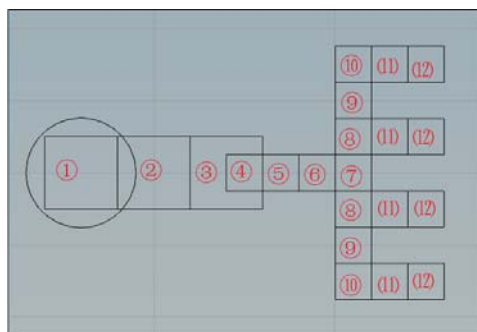 ⑩ (11) (12)
⑨
⑧ (11) (12)
① ② ③ ④ ⑤ ⑥ ⑦
⑧ (11) (12)
⑨
⑩ (11) (12)